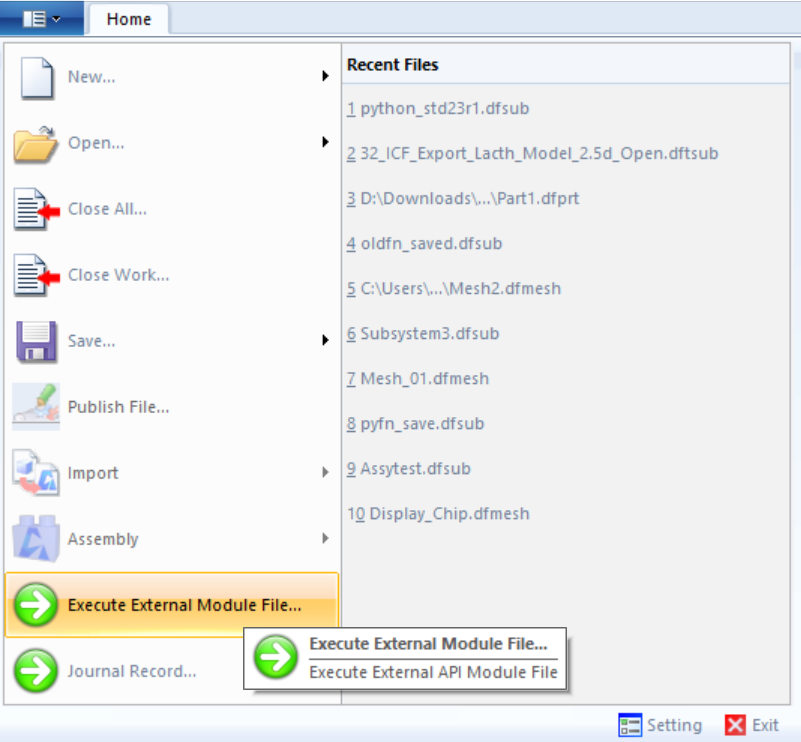 Home
New...
Open...
Close All...
Close Work...
Save...
Publish File...
Import
Assembly
Execute External Module File...
Journal Record...
Recent Files
1 python_std23r1.dfsub
2 32_ICF_Export_Lacth_Model_2.5d_Open.dftsub
3 D:\Downloads\...\Part1.dfprt
4 oldfn_saved.dfsub
5 C:\Users\...\Mesh2.dfmesh
6 Subsystem3.dfsub
7 Mesh_01.dfmesh
8 pyfn_save.dfsub
9 Assytest.dfsub
10 Display_Chip.dfmesh
Execute External Module File...
Execute External API Module File
Setting
Exit